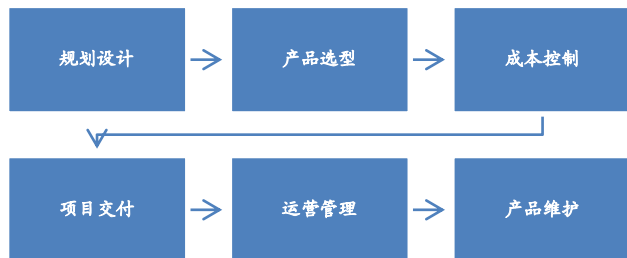 规划设计
产品选型
成本控制
项目交付
运营管理
产品维护